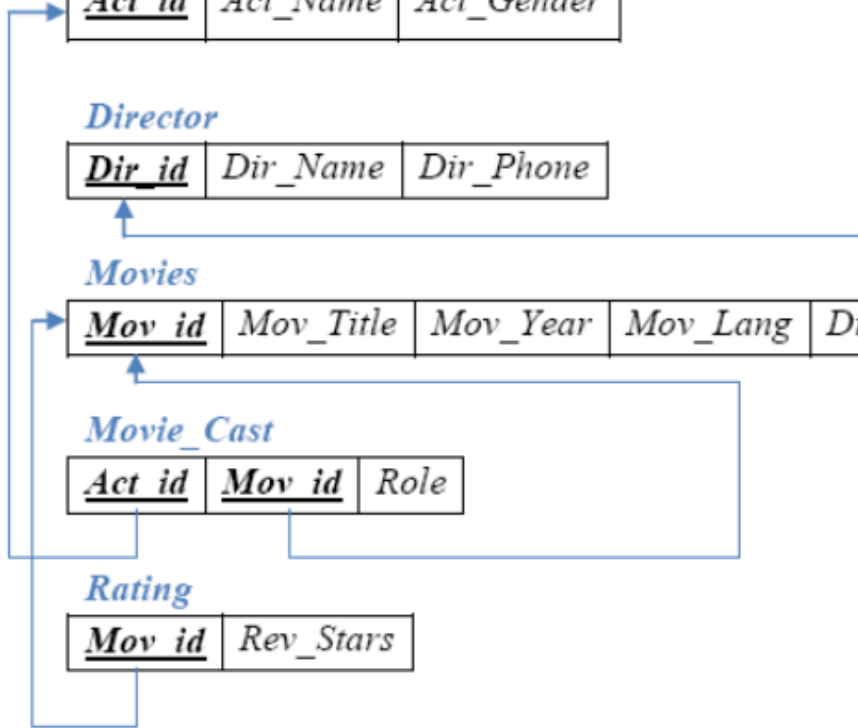 Act_id Act_Name Act_Gender
Director
Dir_id Dir_Name Dir_Phone
Movies
Mov_id Mov_Title Mov_Year Mov_Lang
Movie_Cast
Act_id Mov_id Role
Rating
Mov_id Rev_Stars